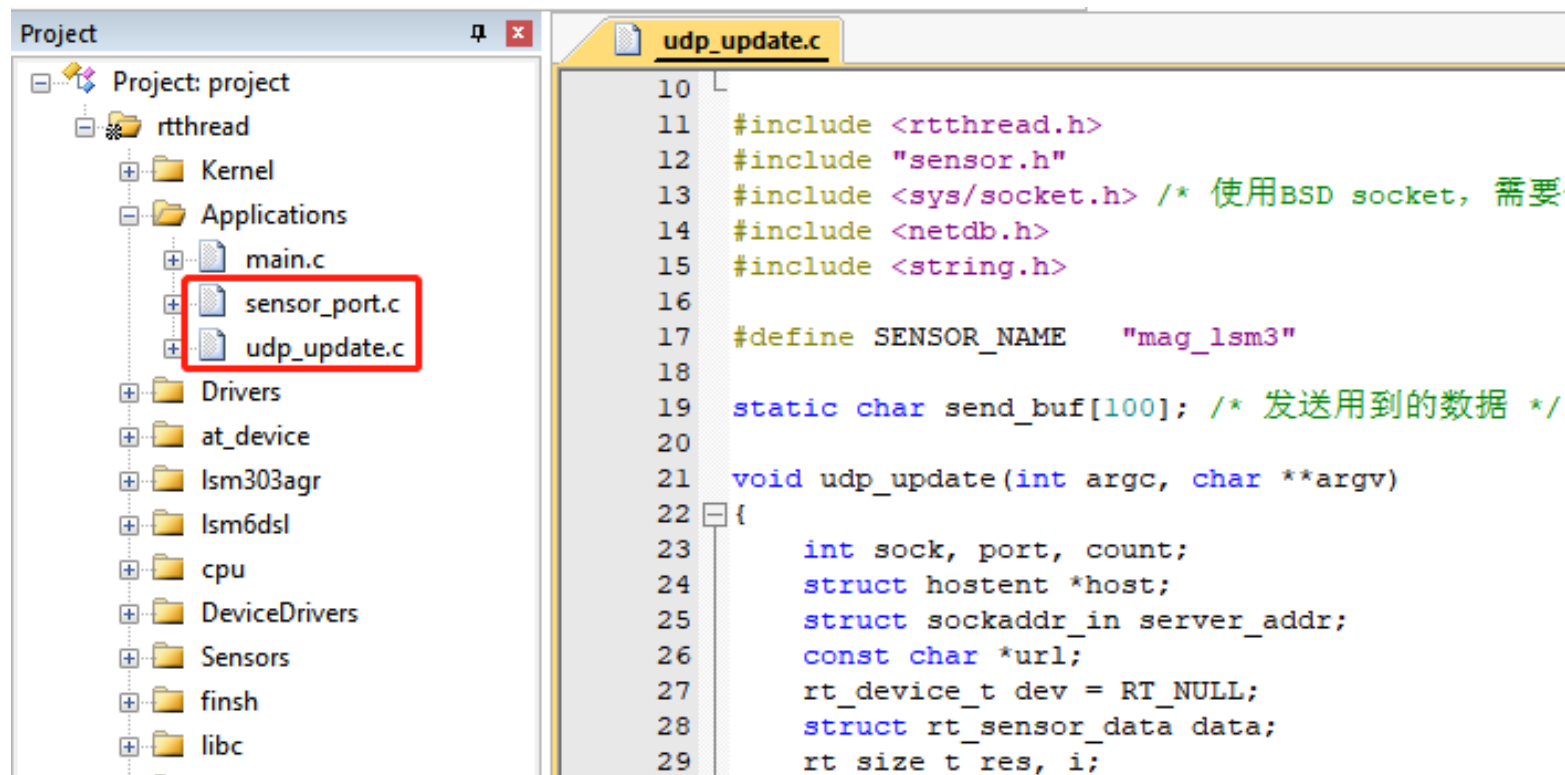 Project
Project: project
rtthread
Kernel
Applications
main.c
sensor_port.c
udp_update.c
Drivers
at_device
lsm303agr
lsm6dsl
cpu
DeviceDrivers
Sensors
finsh
libc
udp_update.c
10
11 #include <rtthread.h>
12 #include "sensor.h"
13 #include <sys/socket.h> /* 使用BSD socket，需要
14 #include <netdb.h>
15 #include <string.h>
16
17 #define SENSOR_NAME "mag_lsm3"
18
19 static char send_buf[100]; /* 发送用到的数据 */
20
21 void udp_update(int argc, char **argv)
22 {
23 int sock, port, count;
24 struct hostent *host;
25 struct sockaddr_in server_addr;
26 const char *url;
27 rt_device_t dev = RT_NULL;
28 struct rt_sensor_data data;
29 rt_size_t res, i;